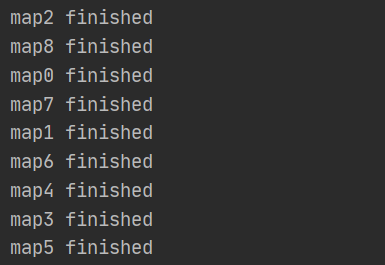 map2 finished
map8 finished
map0 finished
map7 finished
map1 finished
map6 finished
map4 finished
map3 finished
map5 finished